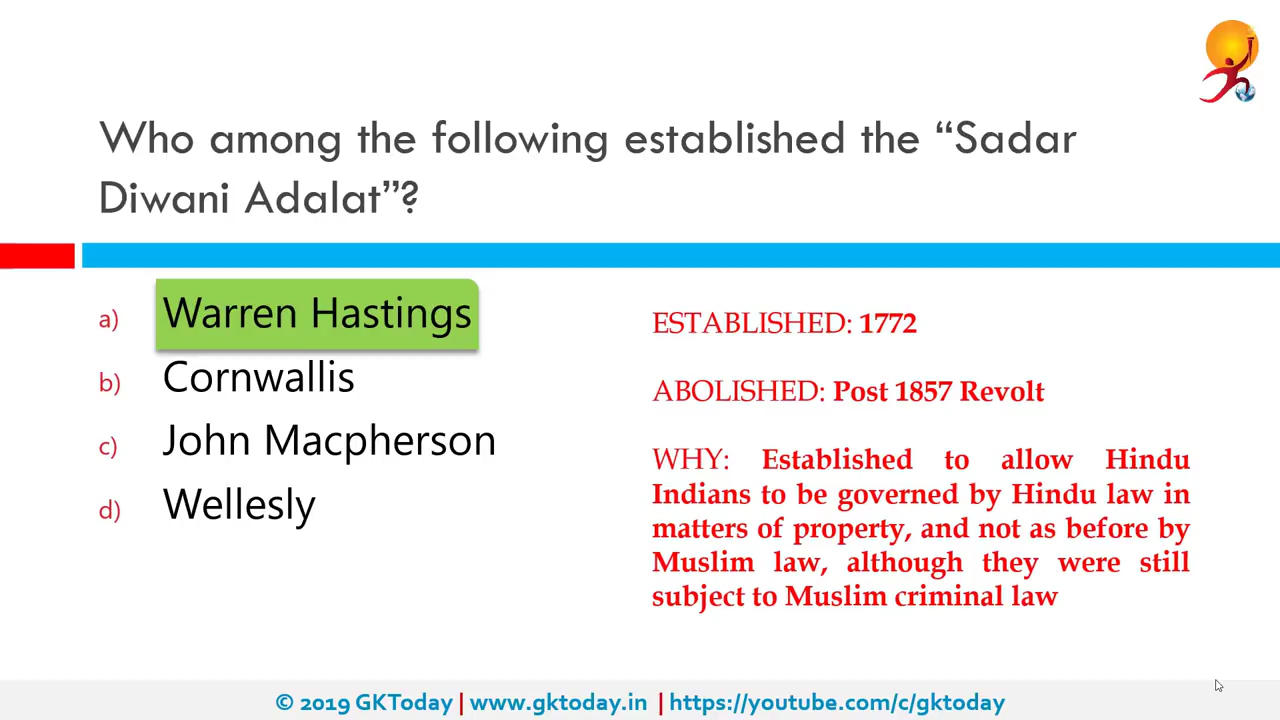 Who among the following established the “Sadar
Diwani Adalat”?
a) Warren Hastings
b) Cornwallis
c) John Macpherson
d) Wellesly
ESTABLISHED: 1772
ABOLISHED: Post 1857 Revolt
WHY: Established to allow Hindu
Indians to be governed by Hindu law in
matters of property, and not as before by
Muslim law, although they were still
subject to Muslim criminal law
© 2019 GKToday | www.gktoday.in | https://youtube.com/c/gktoday